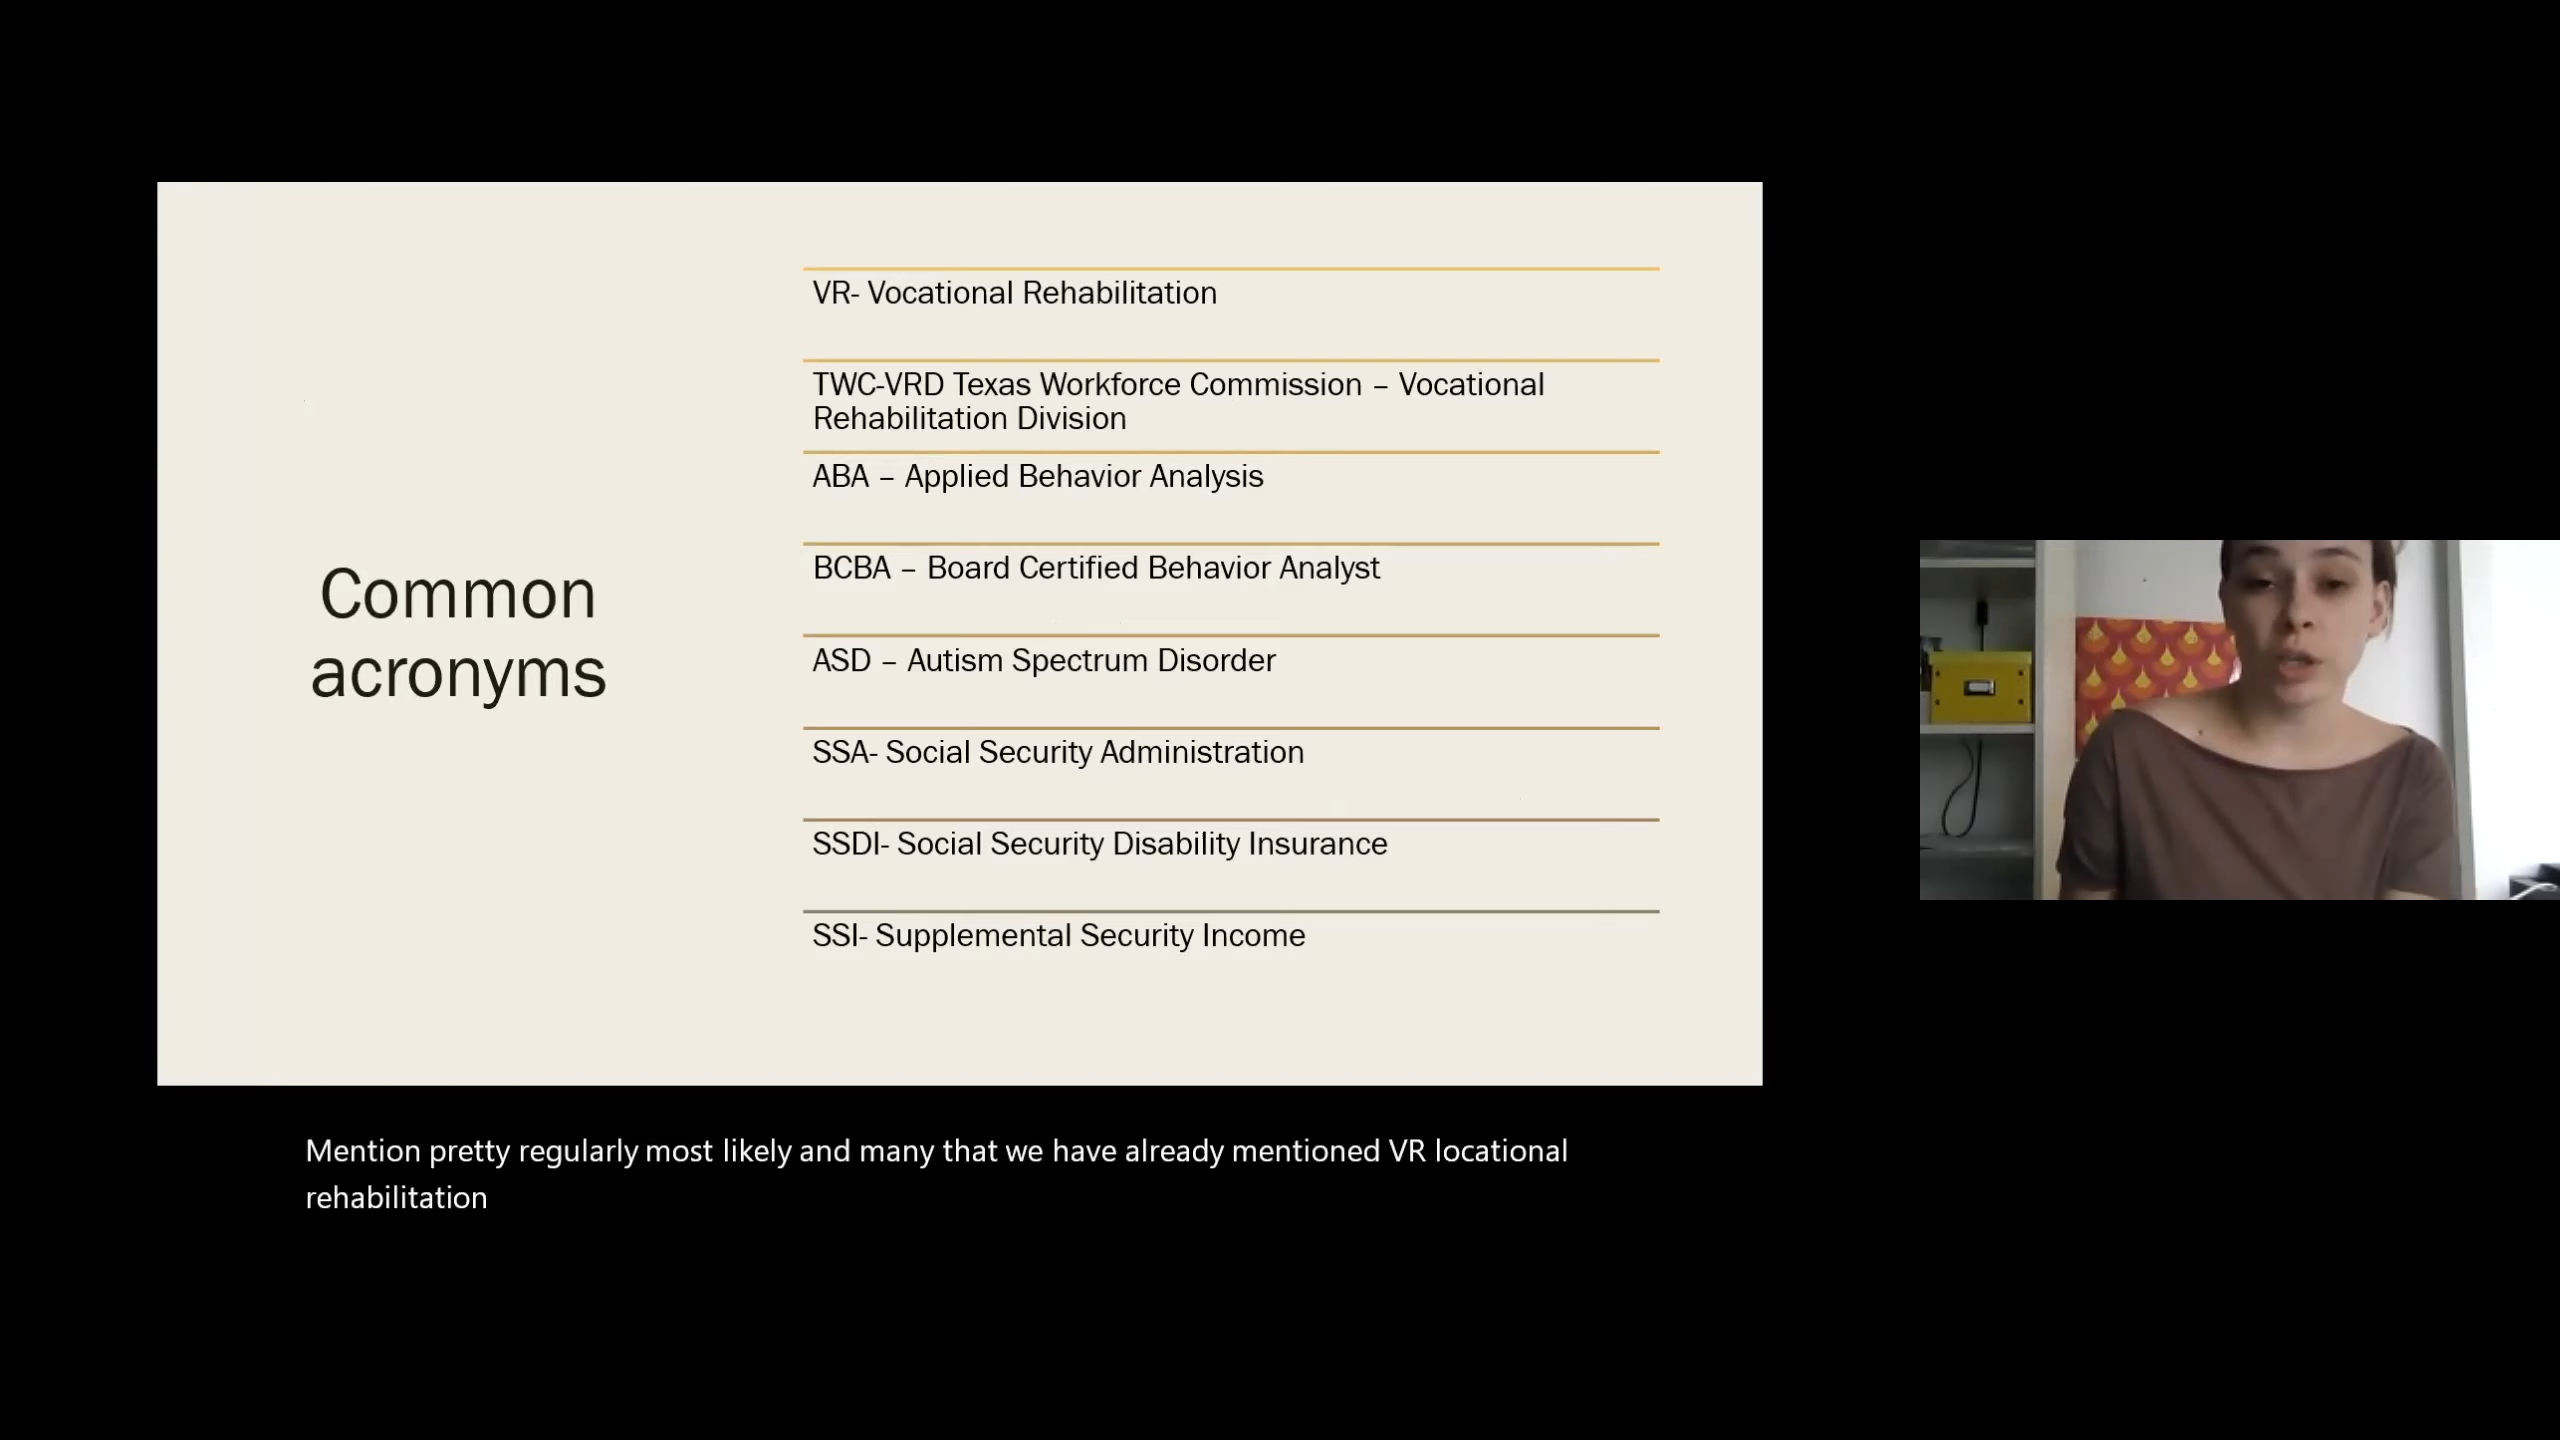 Common
acronyms
VR- Vocational Rehabilitation
TWC-VRD Texas Workforce Commission – Vocational
Rehabilitation Division
ABA – Applied Behavior Analysis
BCBA – Board Certified Behavior Analyst
ASD – Autism Spectrum Disorder
SSA- Social Security Administration
SSDI- Social Security Disability Insurance
SSI- Supplemental Security Income
Mention pretty regularly most likely and many that we have already mentioned VR locational
rehabilitation